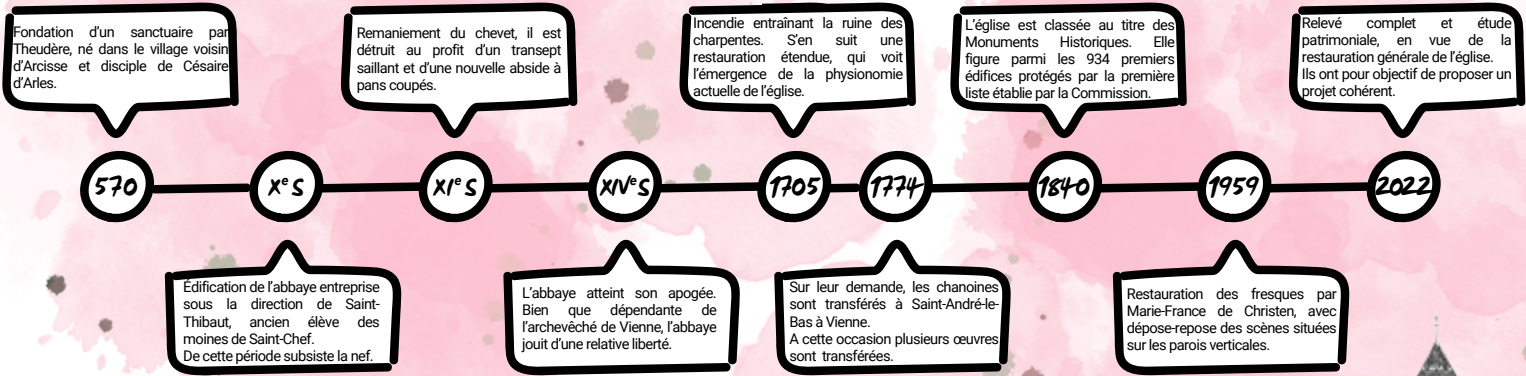 Fondation d'un sanctuaire par
Theudère, né dans le village voisin
d'Arcisse et disciple de Césaire
d'Arles.
Remaniement du chevet, il est
détruit au profit d'un transept
saillant et d'une nouvelle abside à
pans coupés.
Incendie entraînant la ruine des
charpentes. S'en suit une
restauration étendue, qui voit
l'émergence de la physionomie
actuelle de l'église.
L'église est classée au titre des
Monuments Historiques. Elle
figure parmi les 934 premiers
édifices protégés par la première
liste établie par la Commission.
Relevé complet et étude
patrimoniale, en vue de la
restauration générale de l'église.
Ils ont pour objectif de proposer un
projet cohérent.
570
Xe S
XIe S
XIVe S
1705
1774
1840
1959
2022
Édification de l'abbaye entreprise
sous la direction de Saint-
Thibaut, ancien élève des
moines de Saint-Chef.
De cette période subsiste la nef.
L'abbaye atteint son apogée.
Bien que dépendante de
l'archevêché de Vienne, l'abbaye
jouit d'une relative liberté.
Sur leur demande, les chanoines
sont transférés à Saint-André-le-
Bas à Vienne.
A cette occasion plusieurs œuvres
sont transférées.
Restauration des fresques par
Marie-France de Christen, avec
dépose-repose des scènes situées
sur les parois verticales.